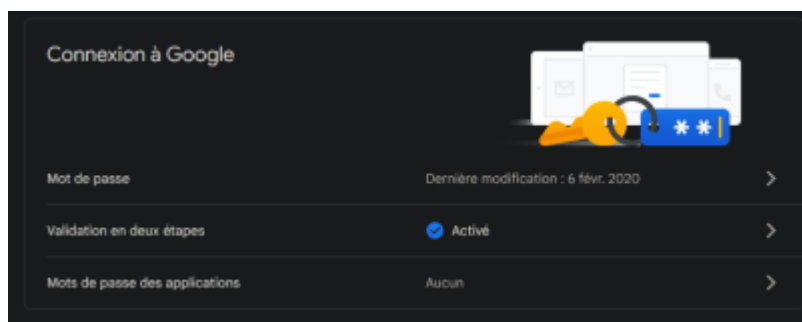 Connexion à Google
* *
Mot de passe
Dernière modification : 6 févr. 2020
Validation en deux étapes
Activé
Mots de passe des applications
Aucun